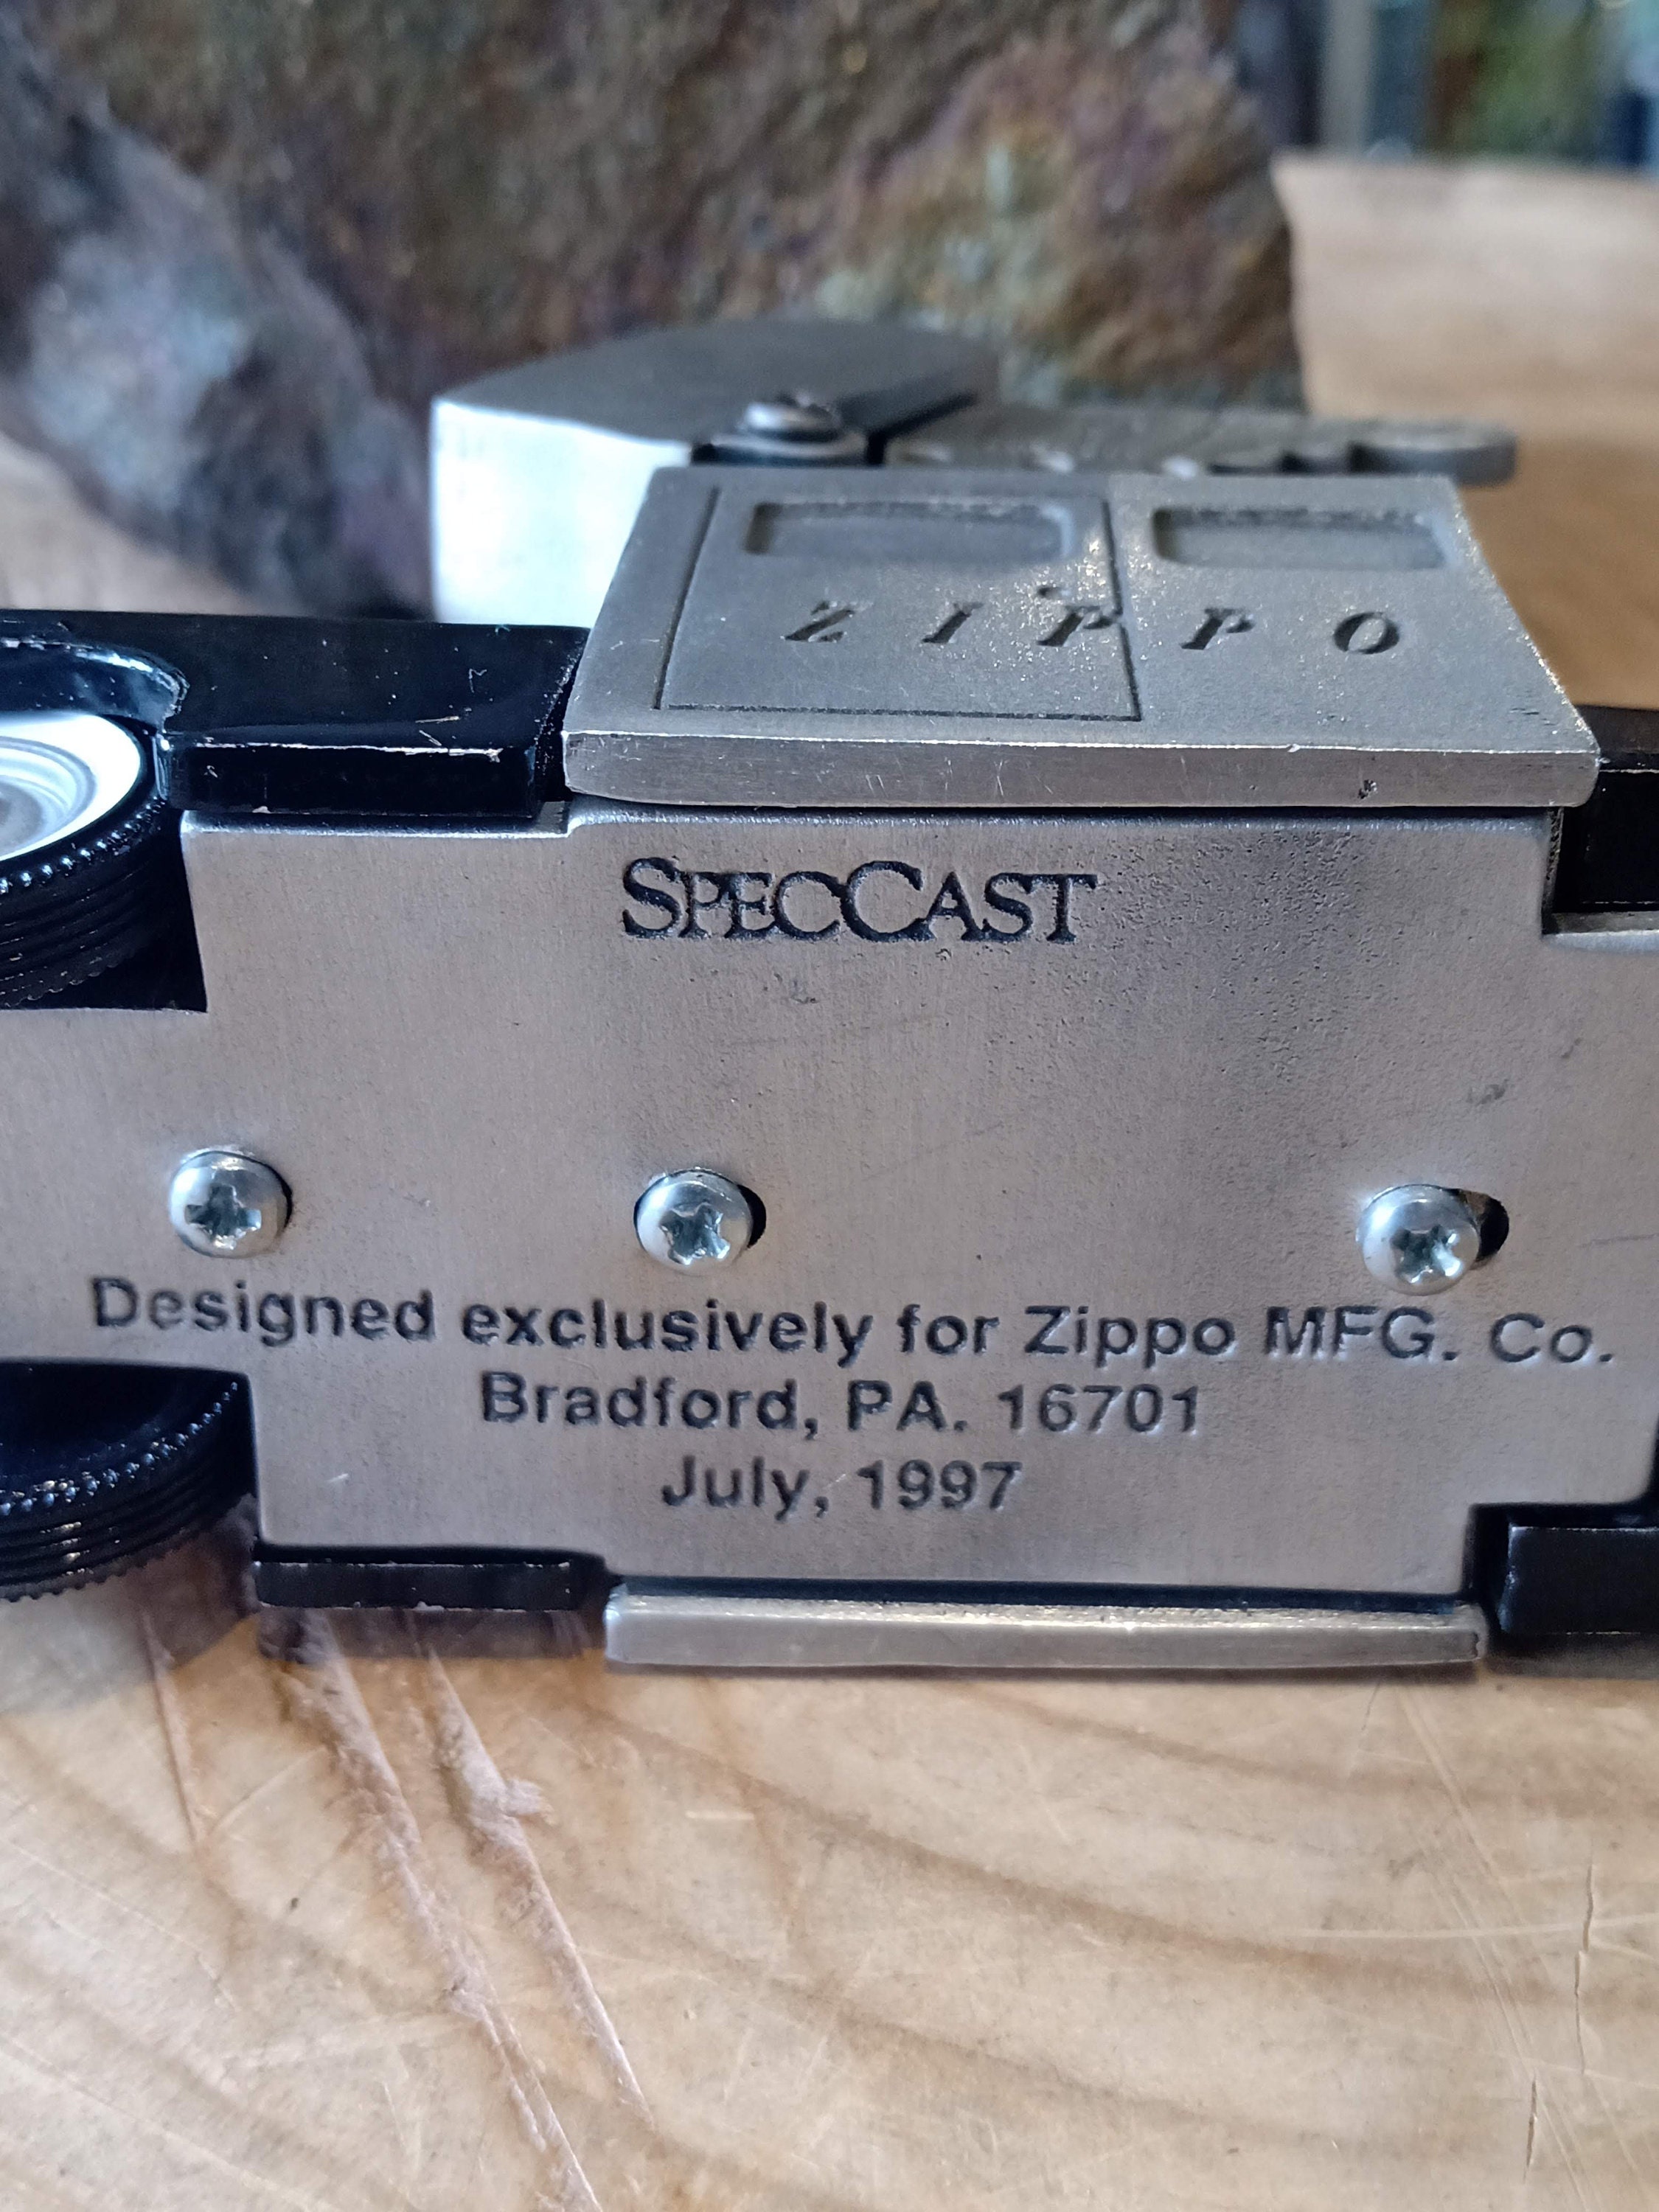 ZIPPO
SPECCAST
Designed exclusively for Zippo MFG. Co.
Bradford, PA. 16701
July, 1997